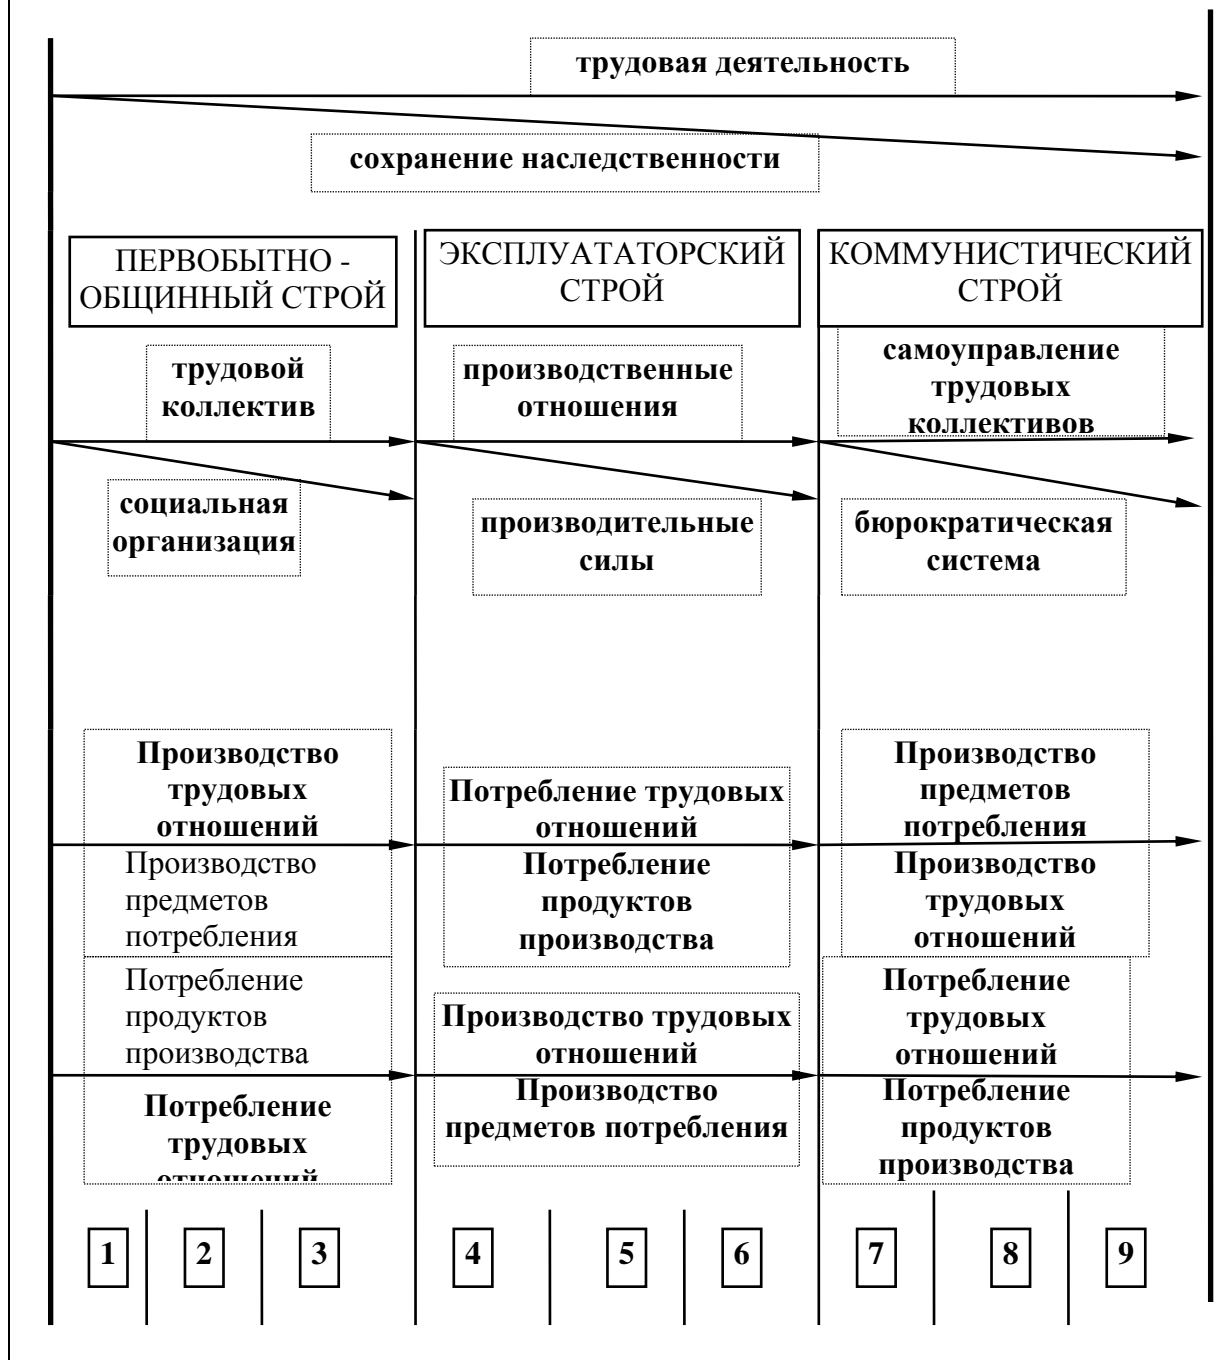 трудовая деятельность
сохранение наследственности
ПЕРВОБЫТНО -
ОБЩИННЫЙ СТРОЙ
ЭКСПЛУАТАТОРСКИЙ
СТРОЙ
КОММУНИСТИЧЕСКИЙ
СТРОЙ
трудовой
коллектив
производственные
отношения
самоуправление
трудовых
коллективов
социальная
организация
производительные
силы
бюрократическая
система
Производство
трудовых
отношений
Производство
предметов
потребления
Потребление трудовых
отношений
Потребление
продуктов
производства
Производство
предметов
потребления
Производство
трудовых
отношений
Потребление
продуктов
производства
Потребление
трудовых
отношений
Производство трудовых
отношений
Производство
предметов потребления
Потребление
трудовых
отношений
Потребление
продуктов
производства
1
2
3
4
5
6
7
8
9